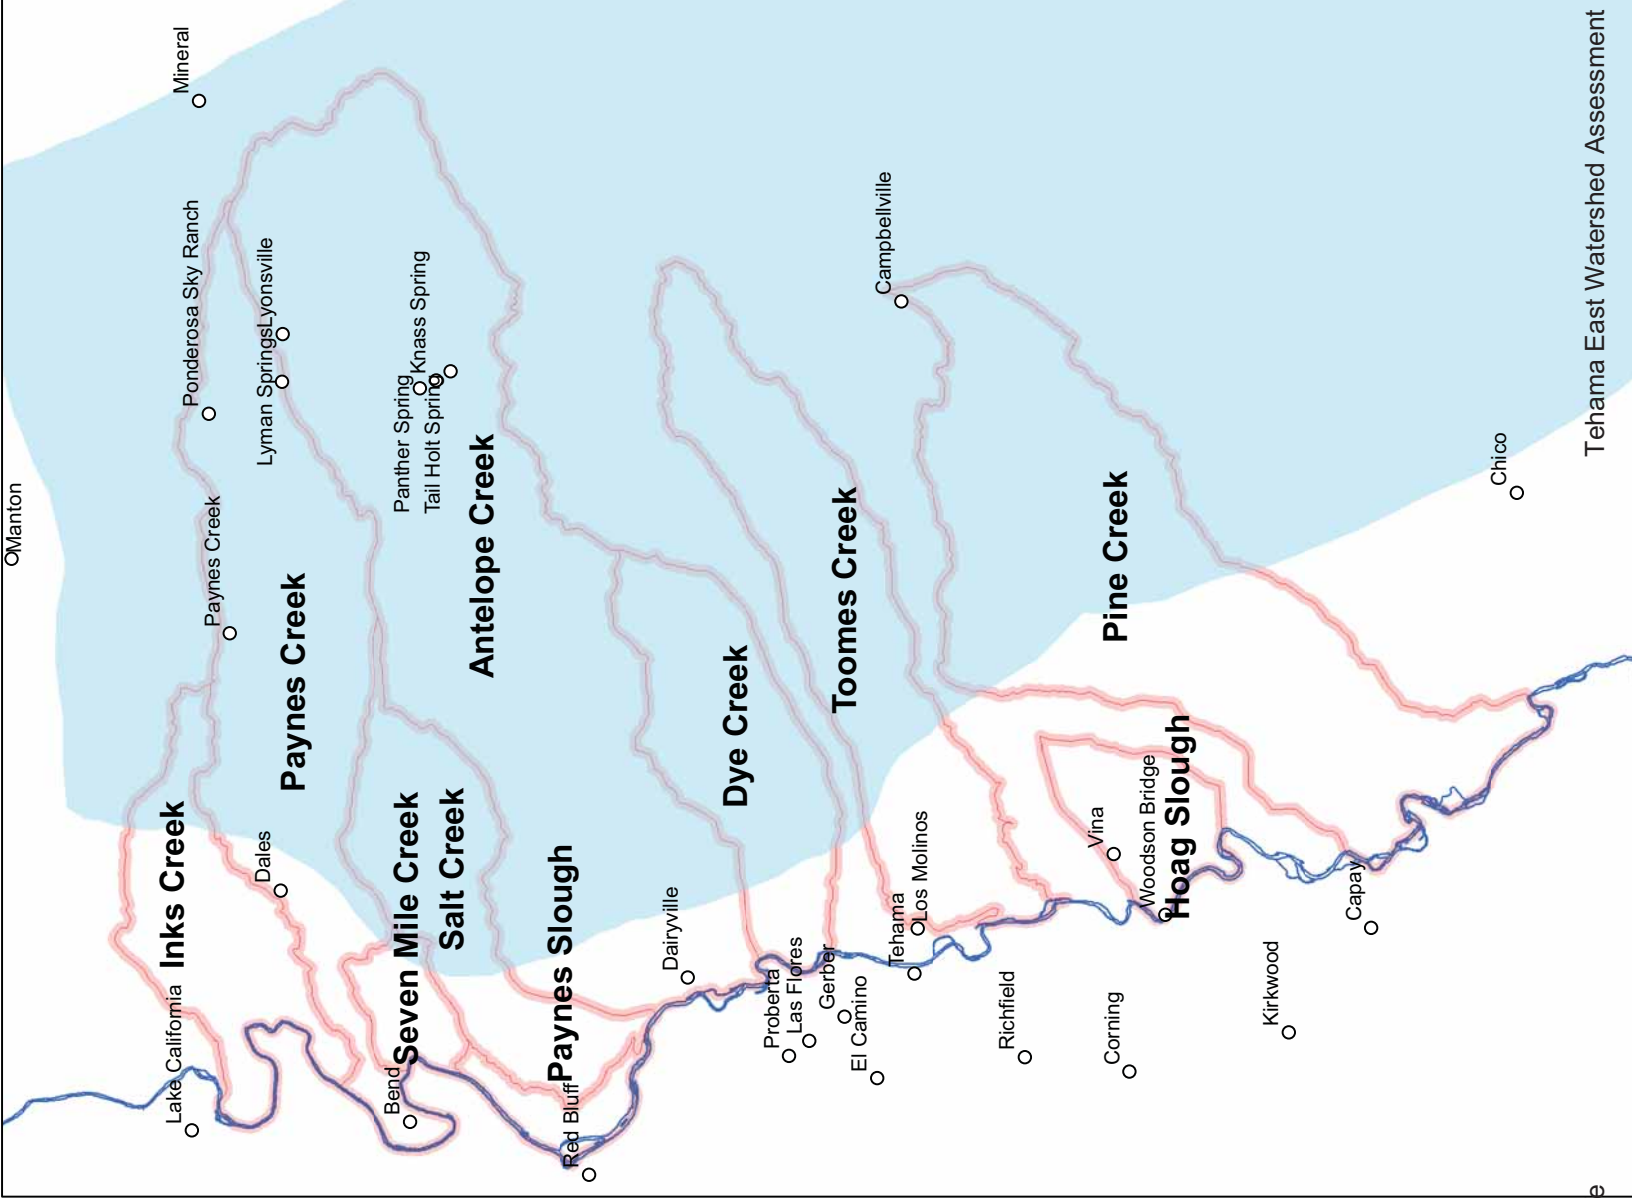 Manton
Mineral
Ponderosa Sky Ranch
Paynes Creek
Lyman Springs
Lyonsville
Panther Spring
Tail Holt Spring
Knass Spring
Paynes Creek
Antelope Creek
Inks Creek
Lake California
Dales
Seven Mile Creek
Salt Creek
Bend
Paynes Slough
Red Bluff
Dairyville
Dye Creek
Proberta
Las Flores
Gerber
El Camino
Campbellville
Toomes Creek
Tehama
Los Molinos
Richfield
Corning
Pine Creek
Vina
Woodson Bridge
Hoag Slough
Kirkwood
Capay
Chico
Tehama East Watershed Assessment
e